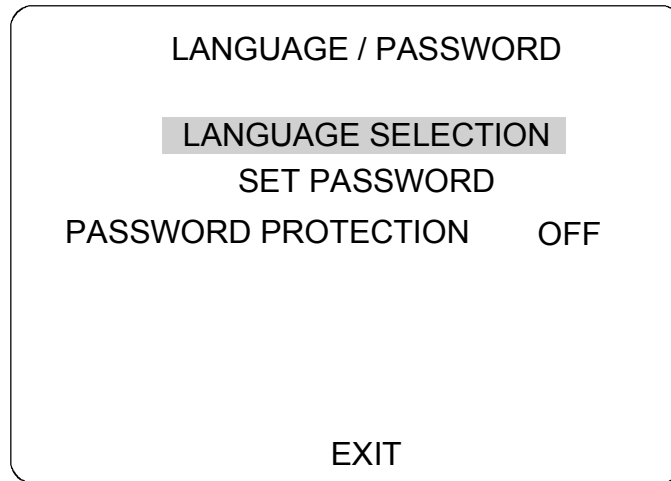 LANGUAGE / PASSWORD
LANGUAGE SELECTION
SET PASSWORD
PASSWORD PROTECTION OFF
EXIT